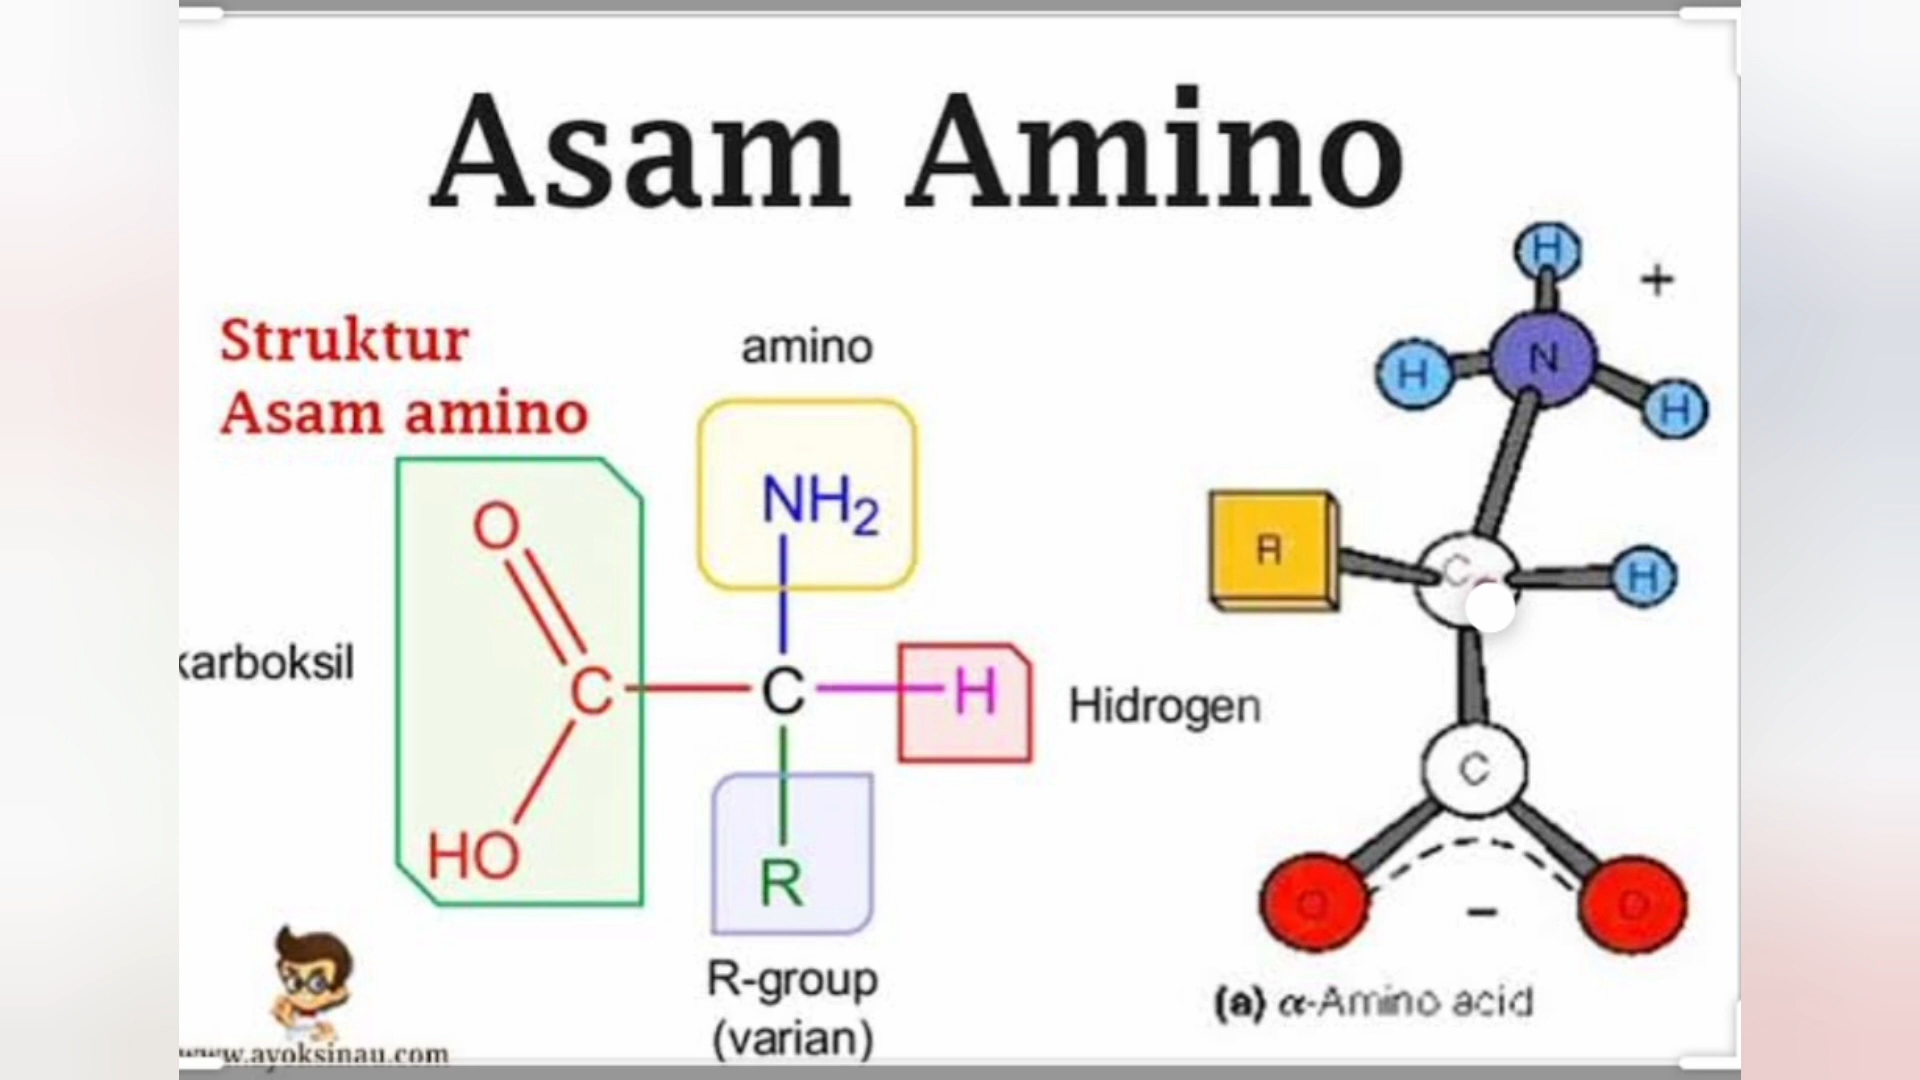 Asam Amino
Struktur
Asam amino
amino
NH2
O
karboksil
C
C
H
Hidrogen
HO
R
R-group
(varian)
www.ayoksinau.com
H
+
H
N
H
R
C
H
C
O
O
−
(a) α-Amino acid